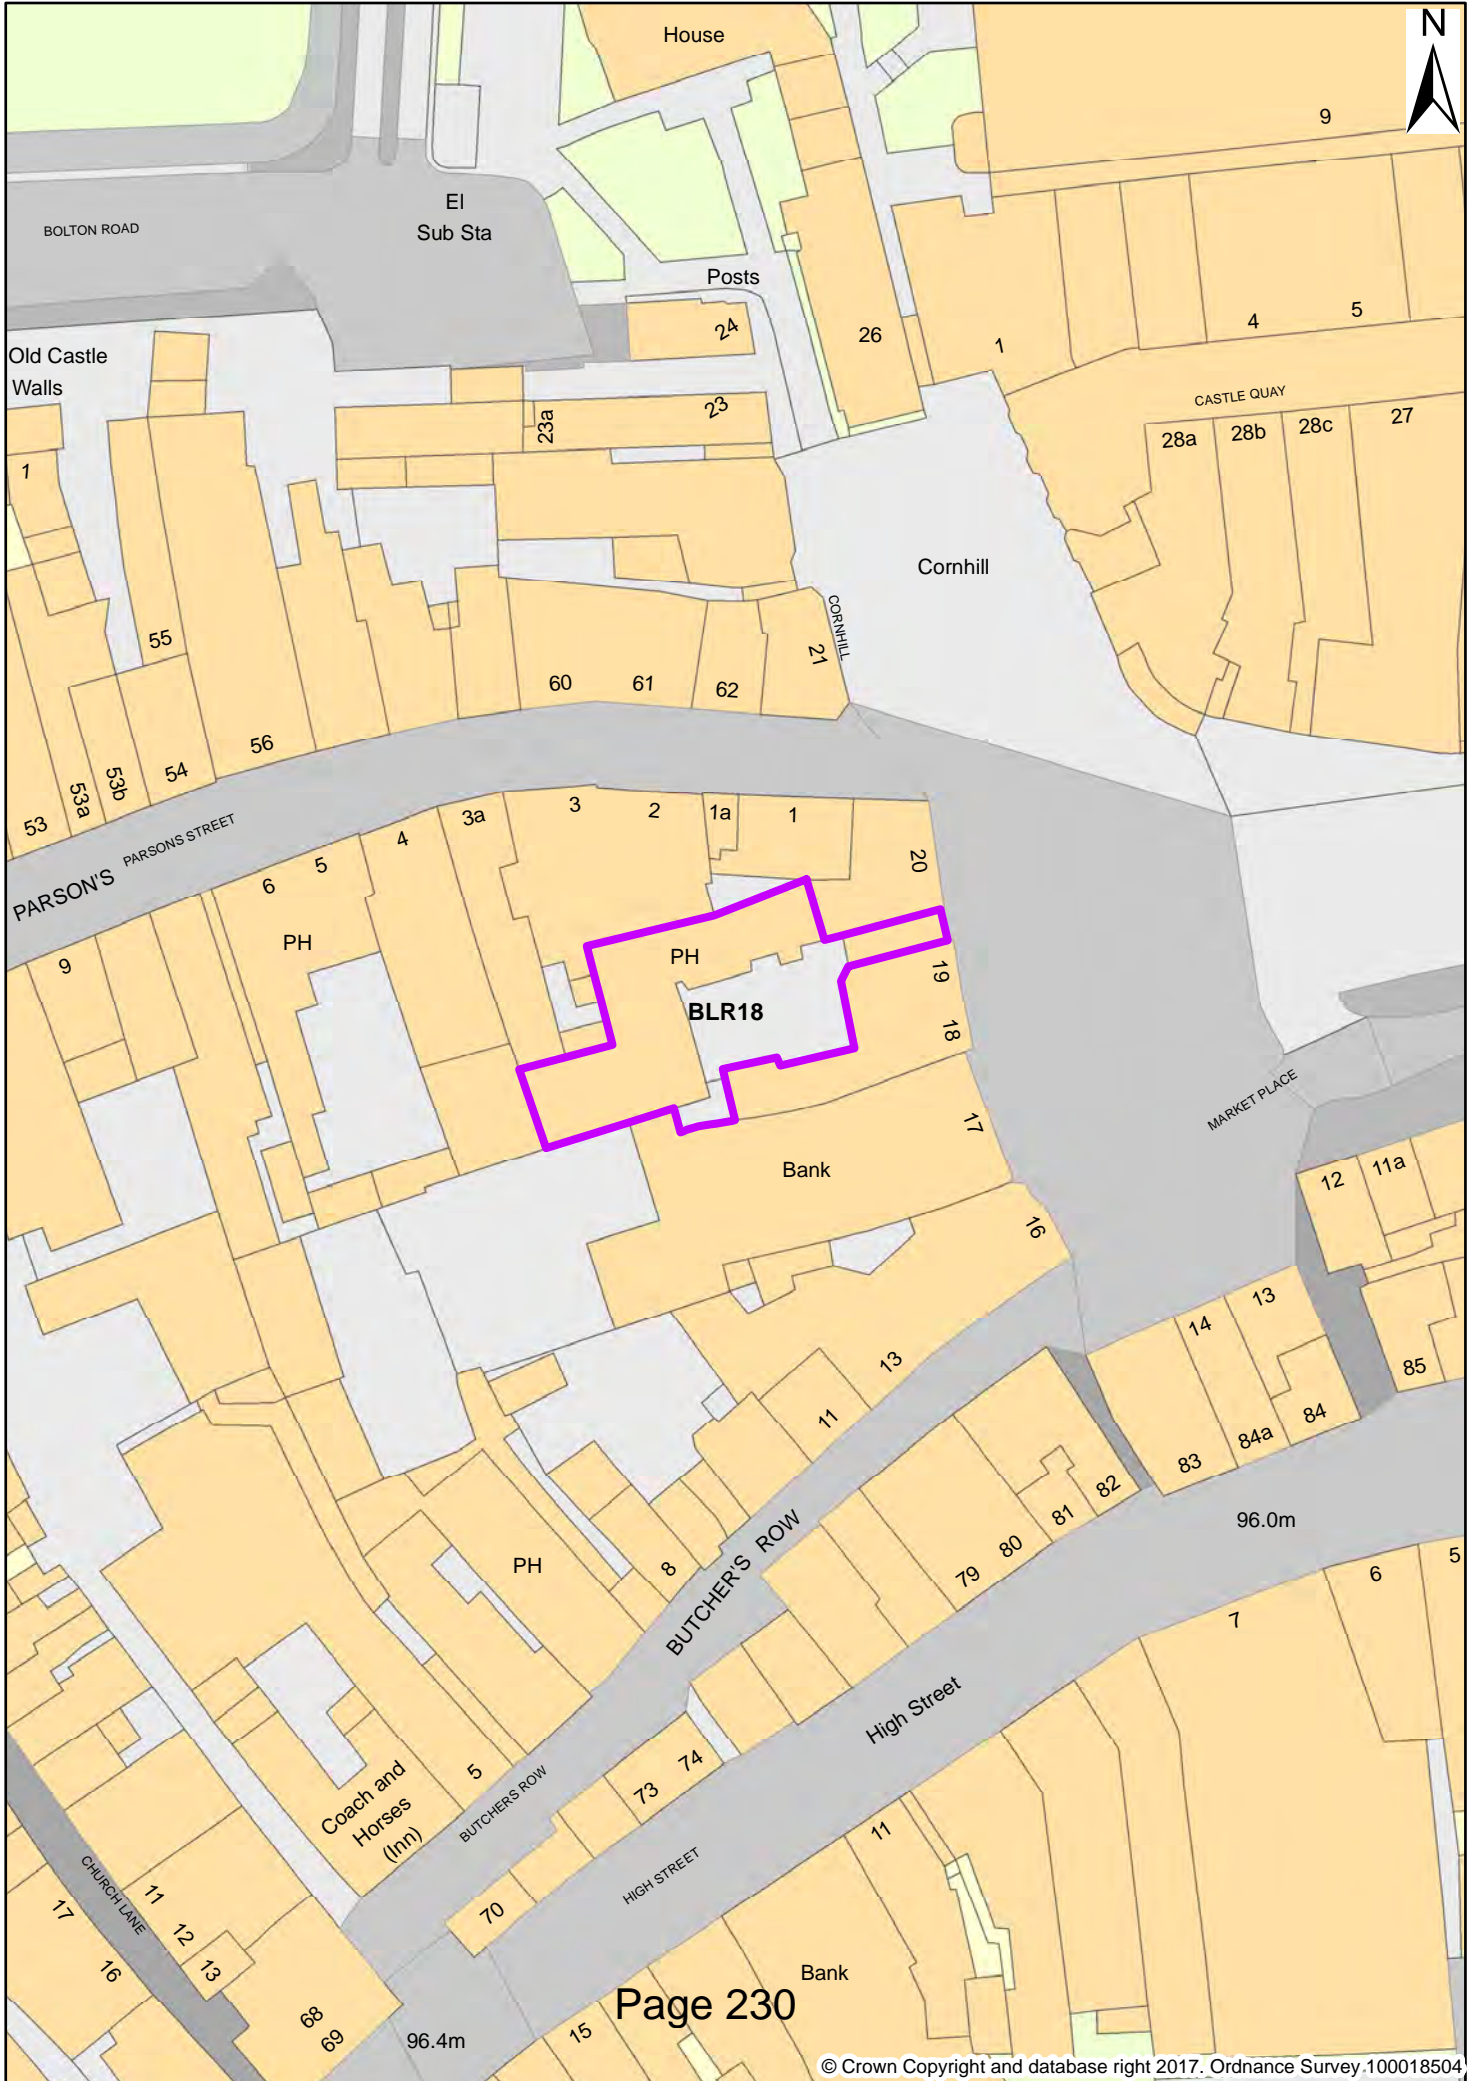 House
N
9
El
Sub Sta
BOLTON ROAD
Posts
24
26
1
4
5
Old Castle
Walls
CASTLE QUAY
23a
23
28a
28b
28c
27
1
Cornhill
CORNHILL
55
21
60
61
62
56
54
53b
53a
53
3
2
1a
1
3a
4
20
PARSONS STREET
PARSON'S
5
6
PH
9
PH
19
BLR18
18
17
MARKET PLACE
Bank
12
11a
16
13
14
13
85
11
84
84a
83
82
81
80
79
96.0m
PH
8
BUTCHER'S ROW
6
5
7
High Street
74
73
5
Coach and
Horses
(Inn)
BUTCHERS ROW
11
HIGH STREET
CHURCH LANE
11
12
13
17
16
70
Bank
68
69
Page 230
15
96.4m
© Crown Copyright and database right 2017. Ordnance Survey 100018504